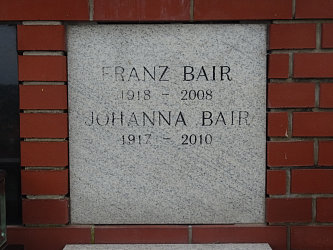 FRANZ BAIR
1918 - 2008
JOHANNA BAIR
1917 - 2010